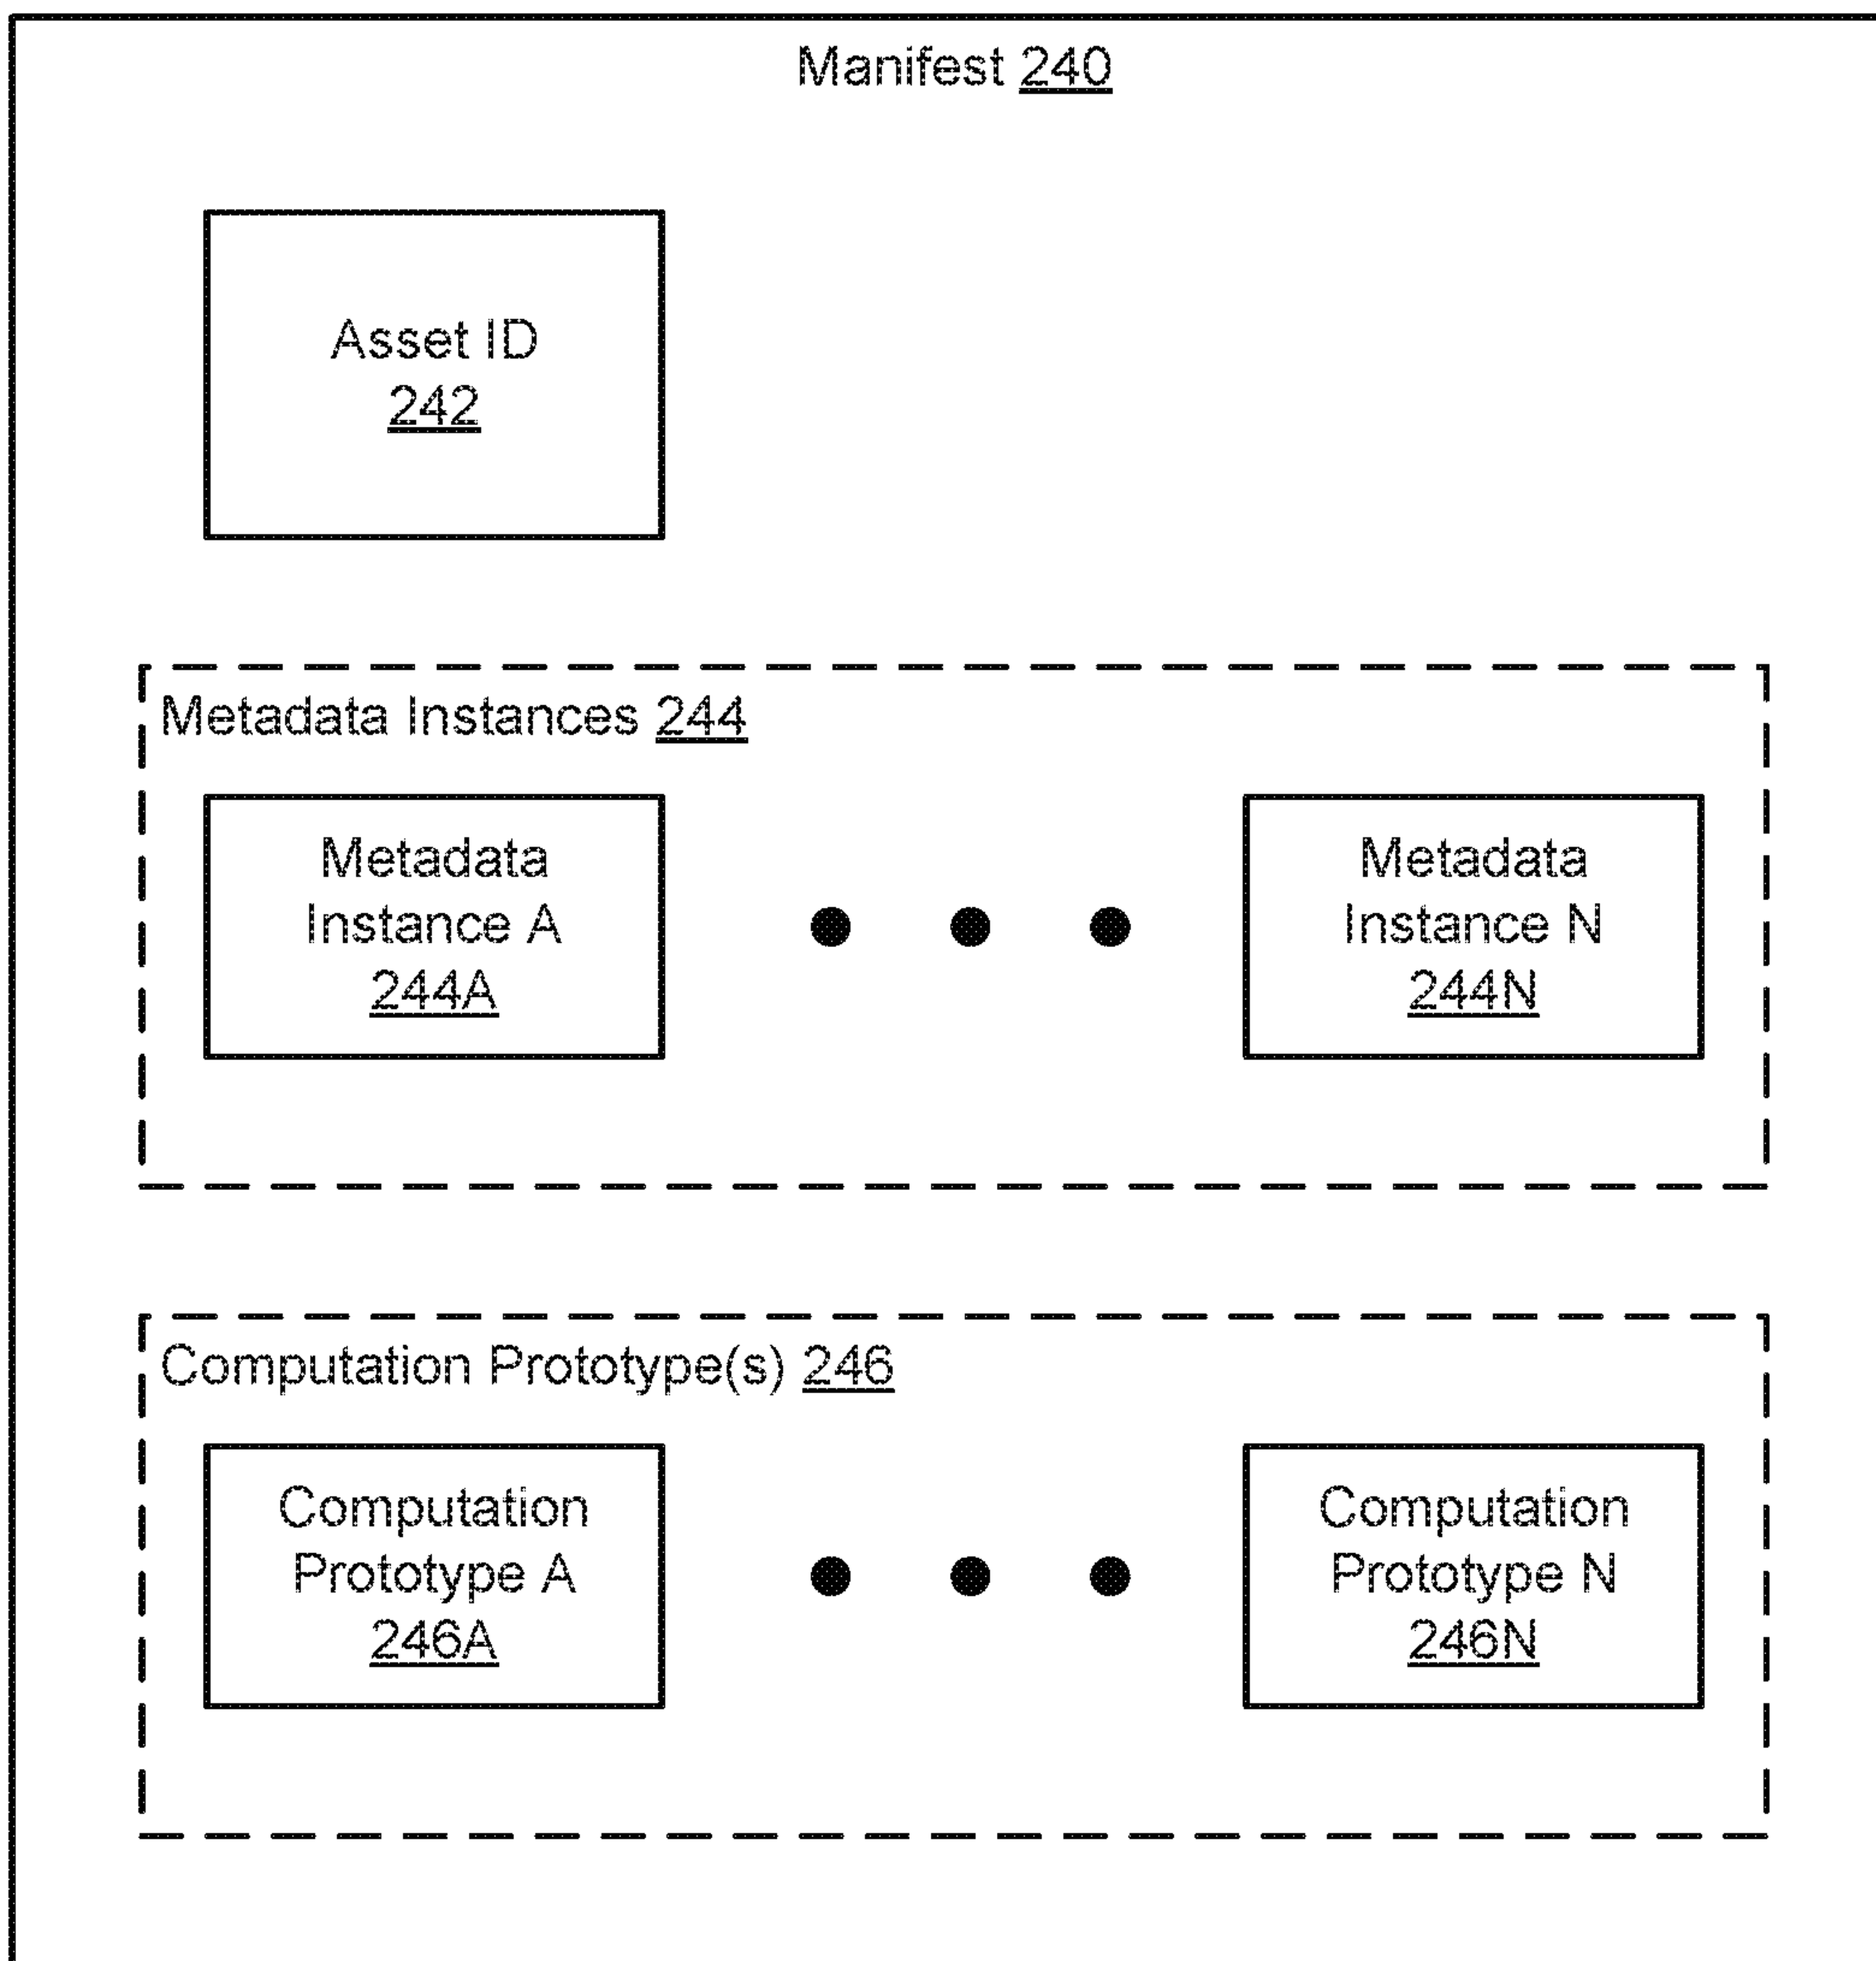 Manifest 240
Asset ID
242
Metadata Instances 244
Metadata
Instance A
244A
Metadata
Instance N
244N
Computation Prototype(s) 246
Computation
Prototype A
246A
Computation
Prototype N
246N